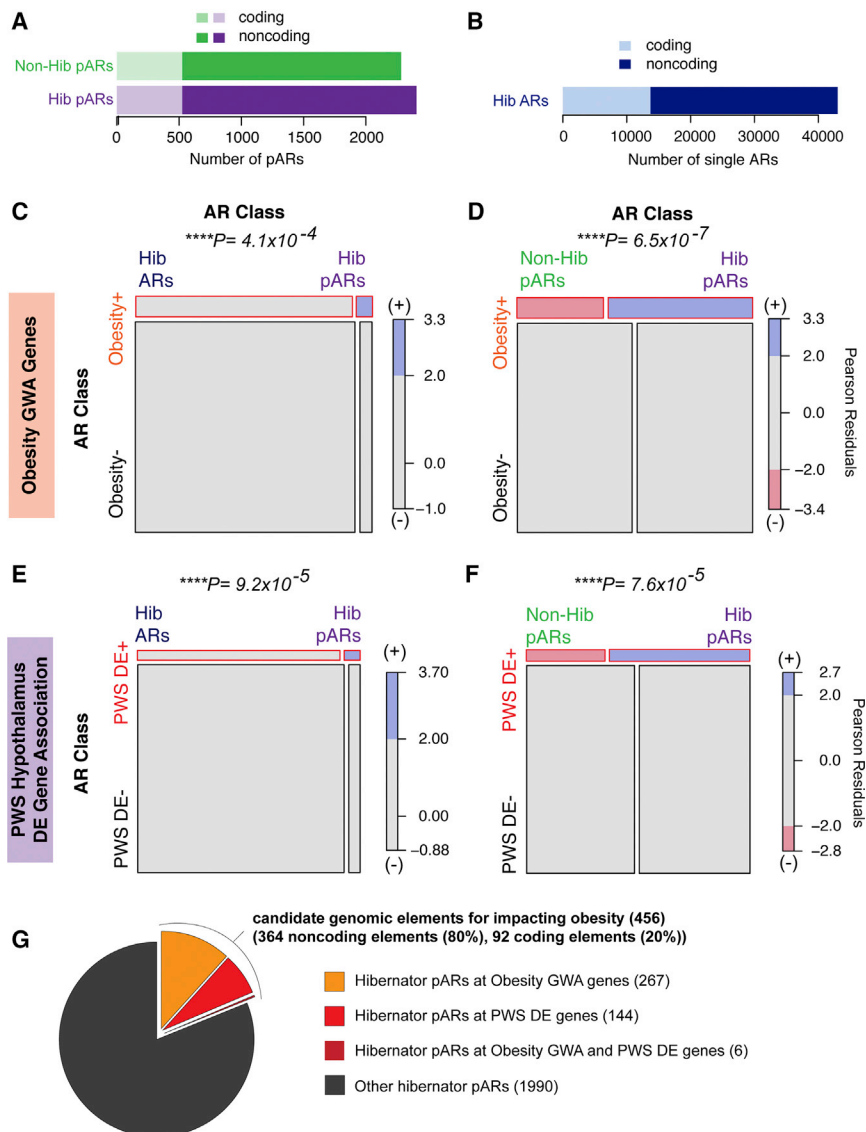 A
coding
noncoding
Non-Hib pARs
Hib pARs
0 500 1000 1500 2000
Number of pARs
B
coding
noncoding
Hib ARs
0 10000 20000 30000 40000
Number of single ARs
Obesity GWA Genes
C
AR Class
****P= 4.1x10-4
Hib
ARs
Hib
pARs
AR Class
Obesity+
Obesity-
(+)
3.3
2.0
0.0
−1.0
(-)
D
AR Class
****P= 6.5x10-7
Non-Hib
pARs
Hib
pARs
Obesity+
Obesity-
(+)
3.3
2.0
0.0
−2.0
−3.4
(-)
Pearson Residuals
PWS Hypothalamus
DE Gene Association
E
****P= 9.2x10-5
Hib
ARs
Hib
pARs
AR Class
PWS DE+
PWS DE-
(+)
3.70
2.00
0.00
−0.88
(-)
F
****P= 7.6x10-5
Non-Hib
pARs
Hib
pARs
PWS DE+
PWS DE-
(+)
2.7
2.0
0.0
−2.0
−2.8
(-)
Pearson Residuals
G
candidate genomic elements for impacting obesity (456)
(364 noncoding elements (80%), 92 coding elements (20%))
Hibernator pARs at Obesity GWA genes (267)
Hibernator pARs at PWS DE genes (144)
Hibernator pARs at Obesity GWA and PWS DE genes (6)
Other hibernator pARs (1990)